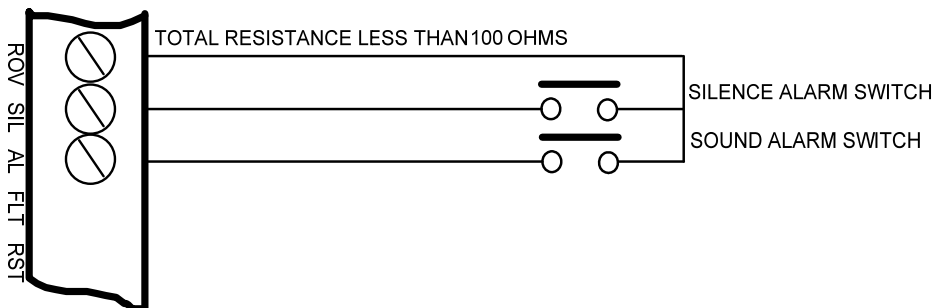 TOTAL RESISTANCE LESS THAN 100 OHMS
SILENCE ALARM SWITCH
SOUND ALARM SWITCH
ROV
SIL
AL
FLT
RST